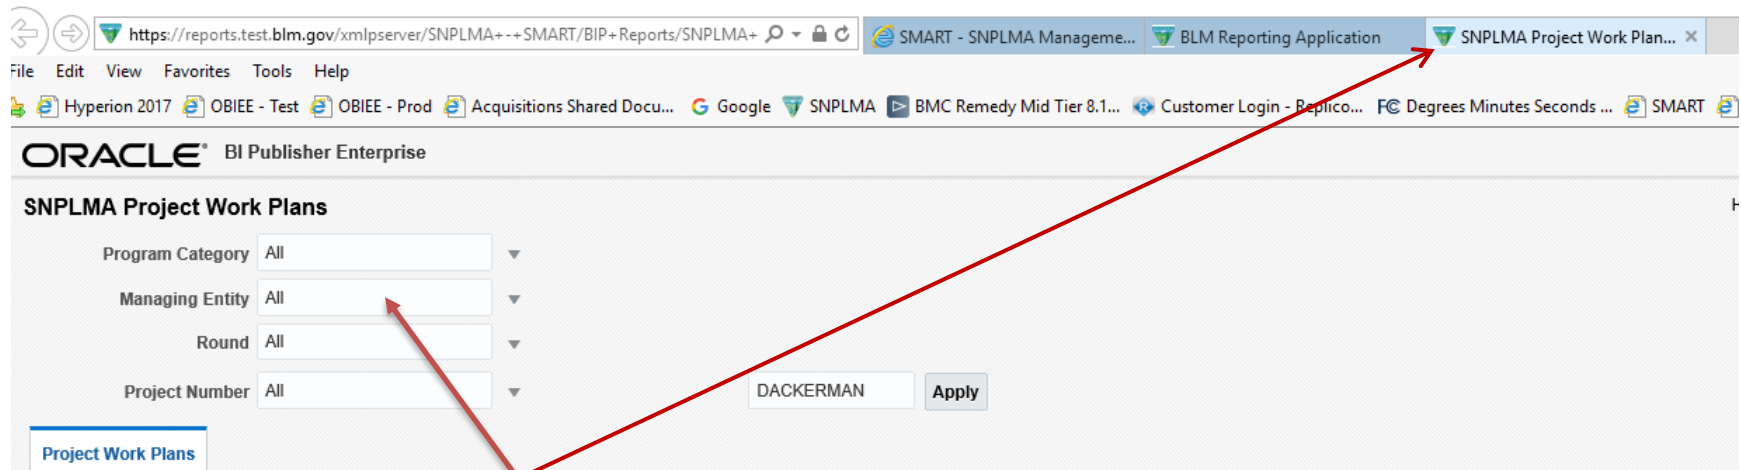 https://reports.test.blm.gov/xmlpserver/SNPLMA+-+SMART/BIP+Reports/SNPLMA+ SMART - SNPLMA Manageme... BLM Reporting Application SNPLMA Project Work Plan...
File Edit View Favorites Tools Help
Hyperion 2017 OBIEE - Test OBIEE - Prod Acquisitions Shared Docu... Google SNPLMA BMC Remedy Mid Tier 8.1... Customer Login - Replico... FC Degrees Minutes Seconds ... SMART
ORACLE BI Publisher Enterprise
SNPLMA Project Work Plans H
Program Category All
Managing Entity All
Round All
Project Number All DACKERMAN Apply
Project Work Plans